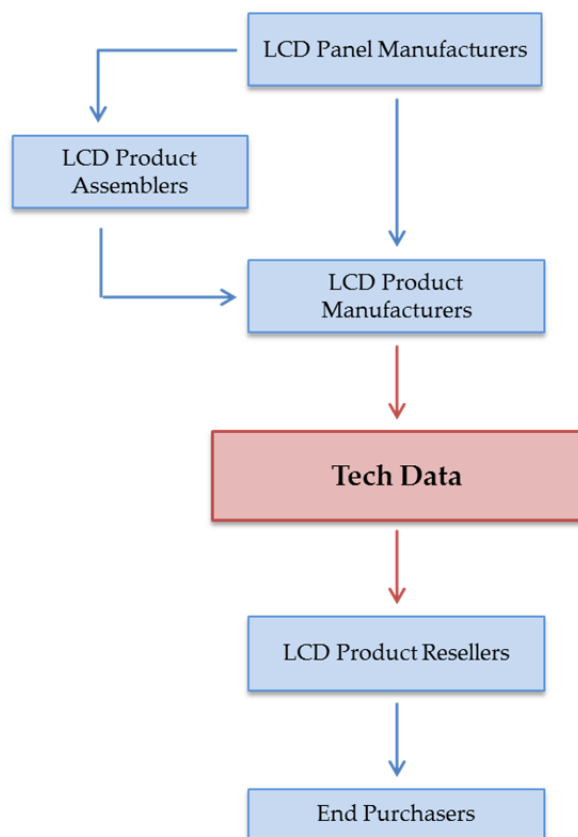 LCD Panel Manufacturers
LCD Product
Assemblers
LCD Product
Manufacturers
Tech Data
LCD Product Resellers
End Purchasers